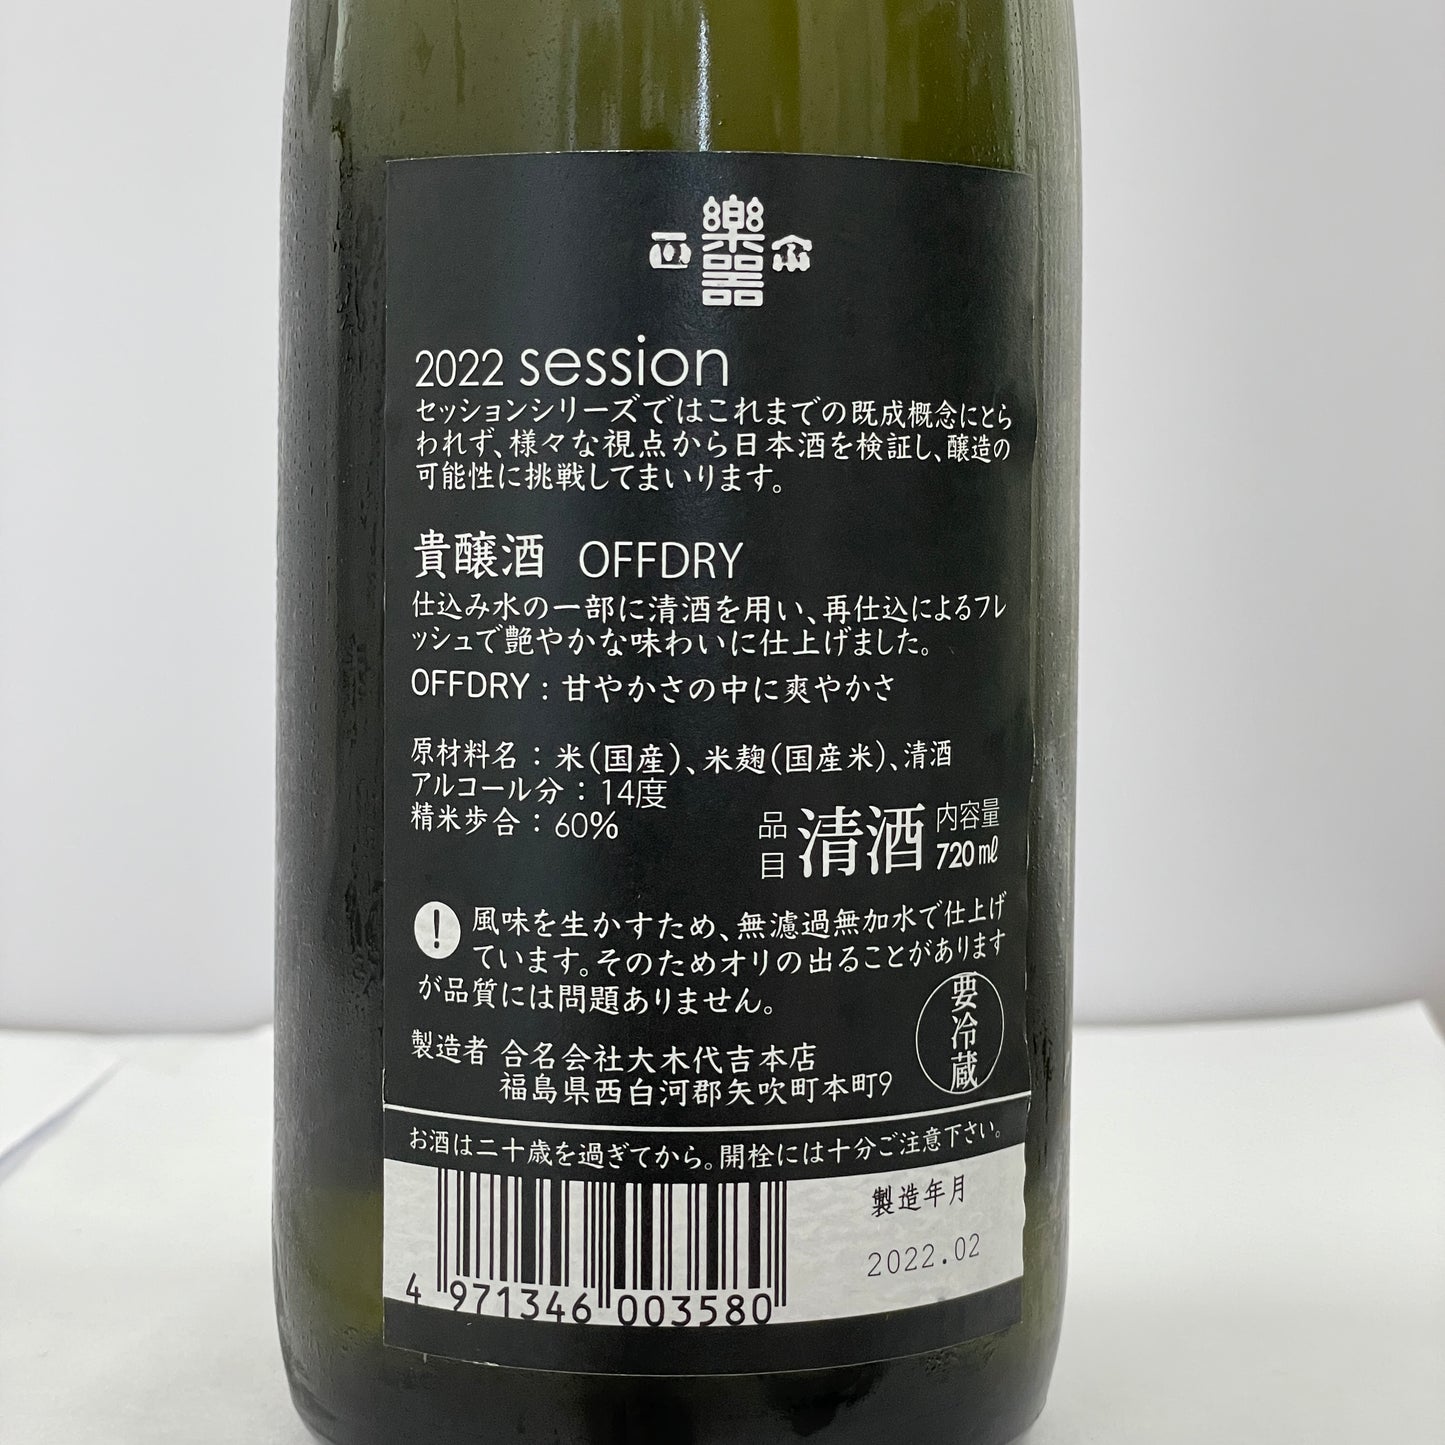 樂器正宗
2022 session
セッションシリーズではこれまでの既成概念にとら
われず、様々な視点から日本酒を検証し、醸造の
可能性に挑戦してまいります。
貴醸酒 OFFDRY
仕込み水の一部に清酒を用い、再仕込によるフレ
ッシュで艶やかな味わいに仕上げました。
OFFDRY : 甘やかさの中に爽やかさ
原材料名 : 米(国産)、米麹(国産米)、清酒
アルコール分 : 14度
精米歩合 : 60%
品目 清酒 内容量 720㎖
! 風味を生かすため、無濾過無加水で仕上げ
ています。そのためオリの出ることがあります
が品質には問題ありません。
要冷蔵
製造者 合名会社大木代吉本店
福島県西白河郡矢吹町本町9
お酒は二十歳を過ぎてから。開栓には十分ご注意下さい。
製造年月
2022.02
4 971346 003580